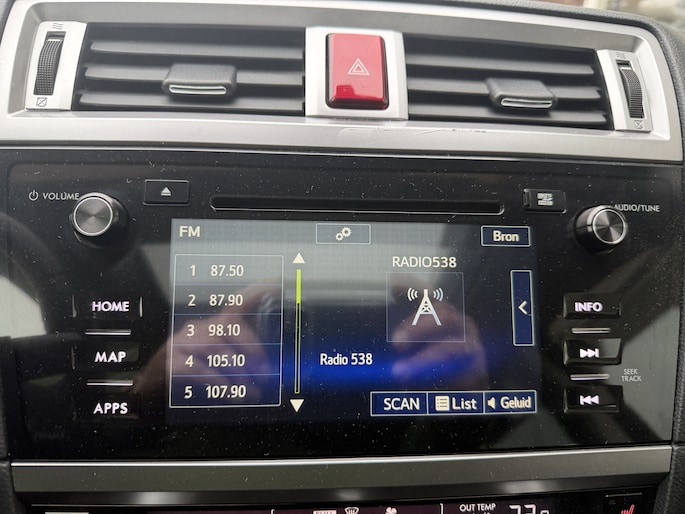 VOLUME
AUDIO/TUNE
FM
Bron
1 87.50
2 87.90
3 98.10
4 105.10
5 107.90
RADIO538
Radio 538
SCAN
List
Geluid
HOME
MAP
APPS
INFO
SEEK
TRACK
OUT TEMP